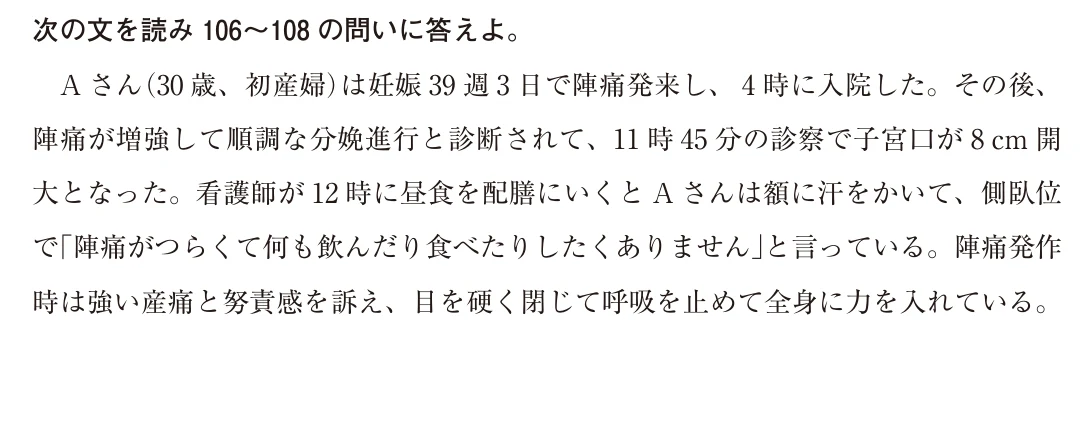 次の文を読み 106～108 の問いに答えよ。
A さん(30 歳、初産婦)は妊娠 39 週 3 日で陣痛発来し、 4 時に入院した。その後、
陣痛が増強して順調な分娩進行と診断されて、11 時 45 分の診察で子宮口が 8 cm 開
大となった。看護師が 12 時に昼食を配膳にいくと A さんは額に汗をかいて、側臥位
で「陣痛がつらくて何も飲んだり食べたりしたくありません」と言っている。陣痛発作
時は強い産痛と努責感を訴え、目を硬く閉じて呼吸を止めて全身に力を入れている。